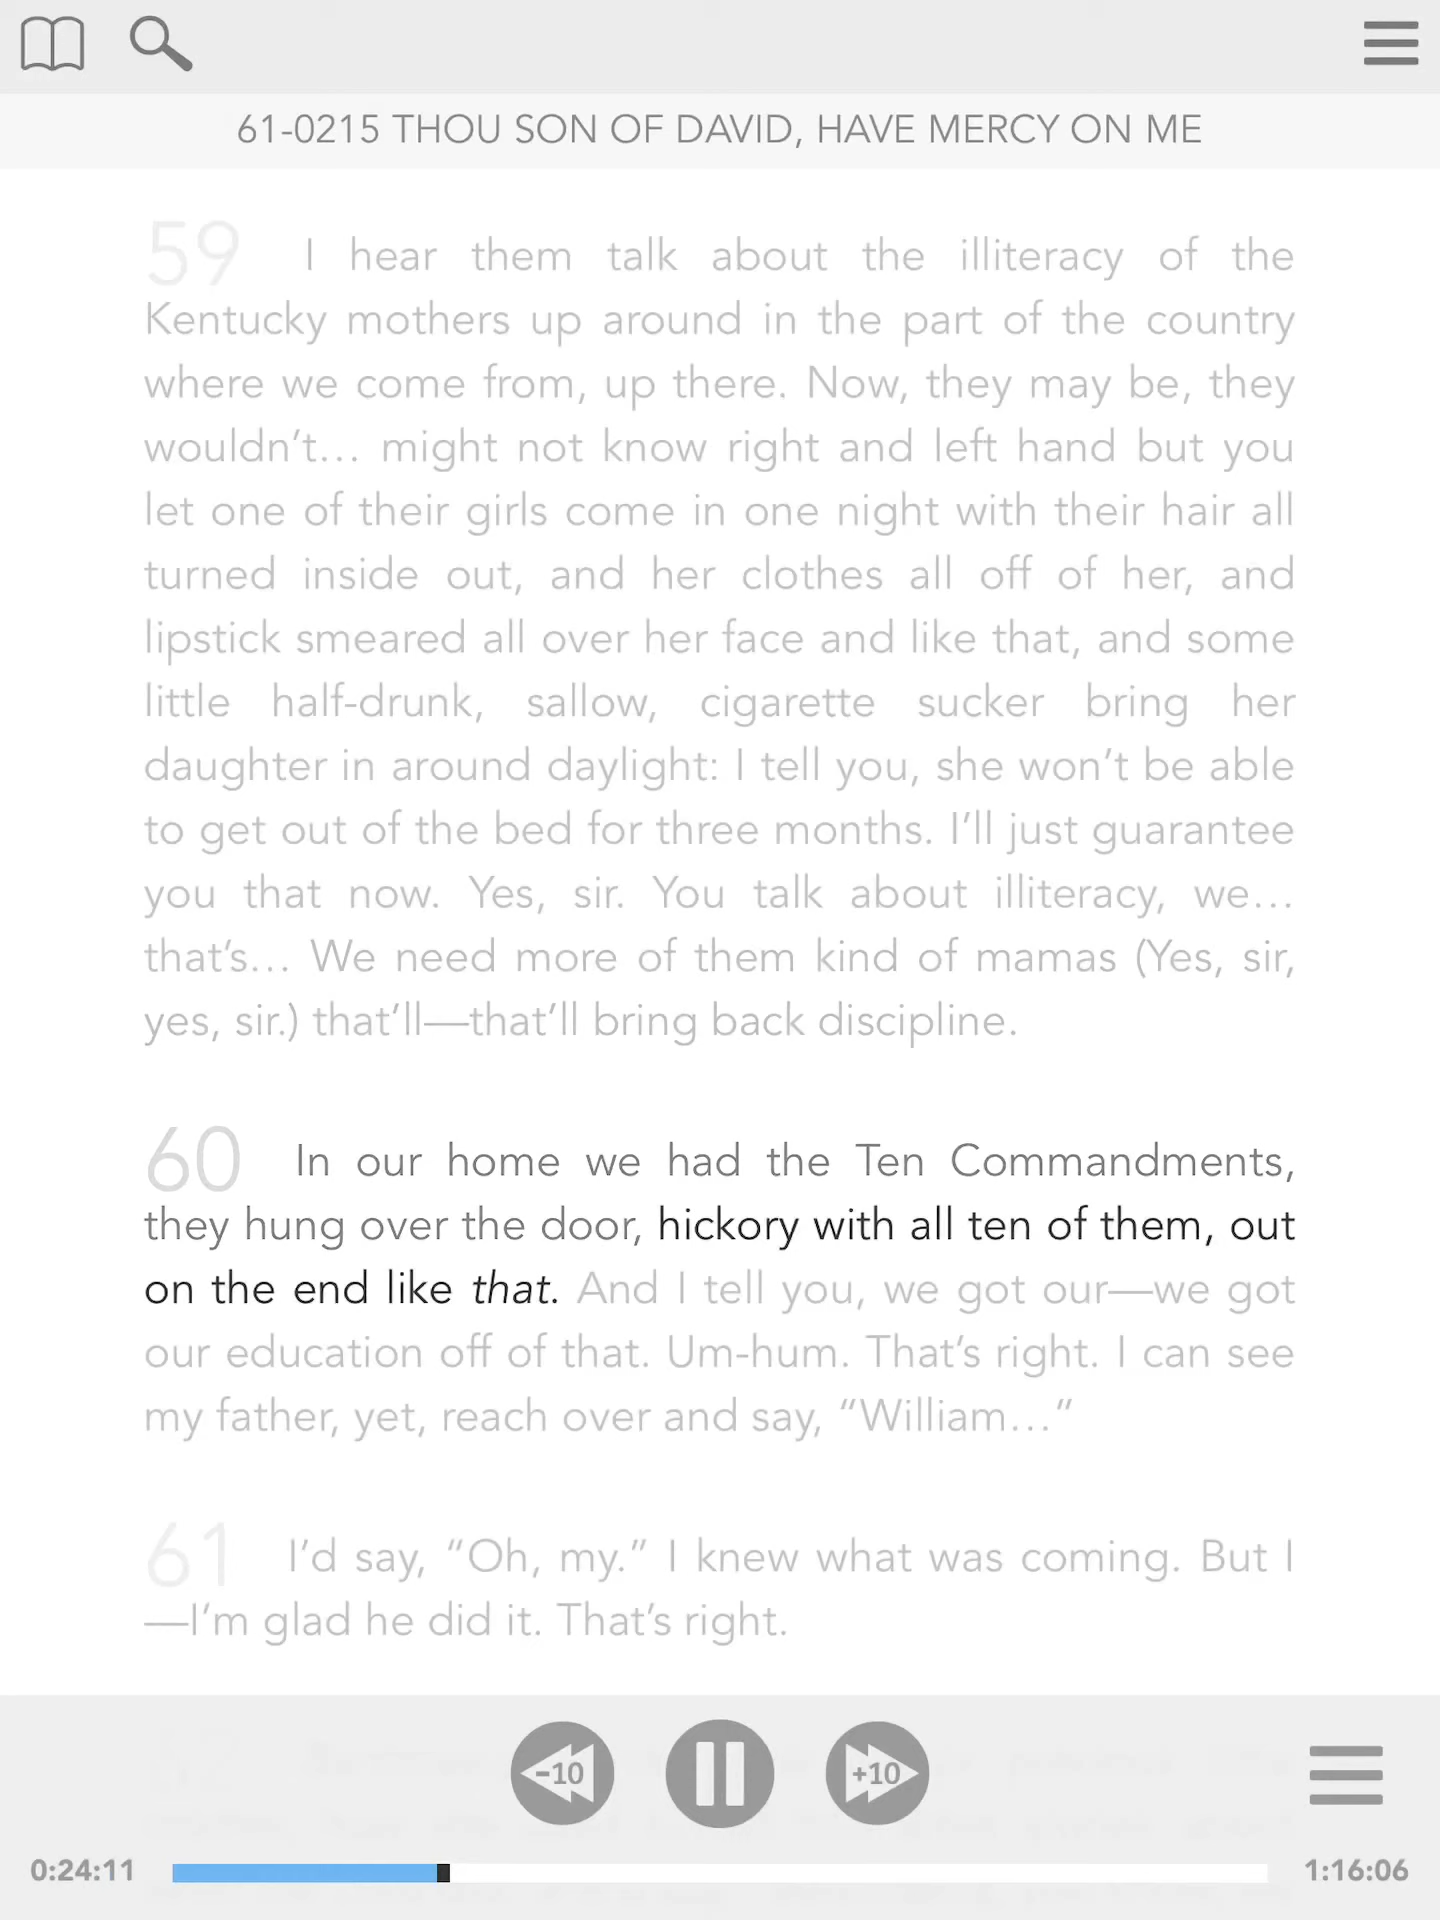 61-0215 THOU SON OF DAVID, HAVE MERCY ON ME
59 I hear them talk about the illiteracy of the
Kentucky mothers up around in the part of the country
where we come from, up there. Now, they may be, they
wouldn’t… might not know right and left hand but you
let one of their girls come in one night with their hair all
turned inside out, and her clothes all off of her, and
lipstick smeared all over her face and like that, and some
little half-drunk, sallow, cigarette sucker bring her
daughter in around daylight: I tell you, she won’t be able
to get out of the bed for three months. I’ll just guarantee
you that now. Yes, sir. You talk about illiteracy, we…
that’s… We need more of them kind of mamas (Yes, sir,
yes, sir.) that’ll—that’ll bring back discipline.
60 In our home we had the Ten Commandments,
they hung over the door, hickory with all ten of them, out
on the end like that. And I tell you, we got our—we got
our education off of that. Um-hum. That’s right. I can see
my father, yet, reach over and say, “William…”
61 I’d say, “Oh, my.” I knew what was coming. But I
—I’m glad he did it. That’s right.
-10 +10
0:24:11 1:16:06